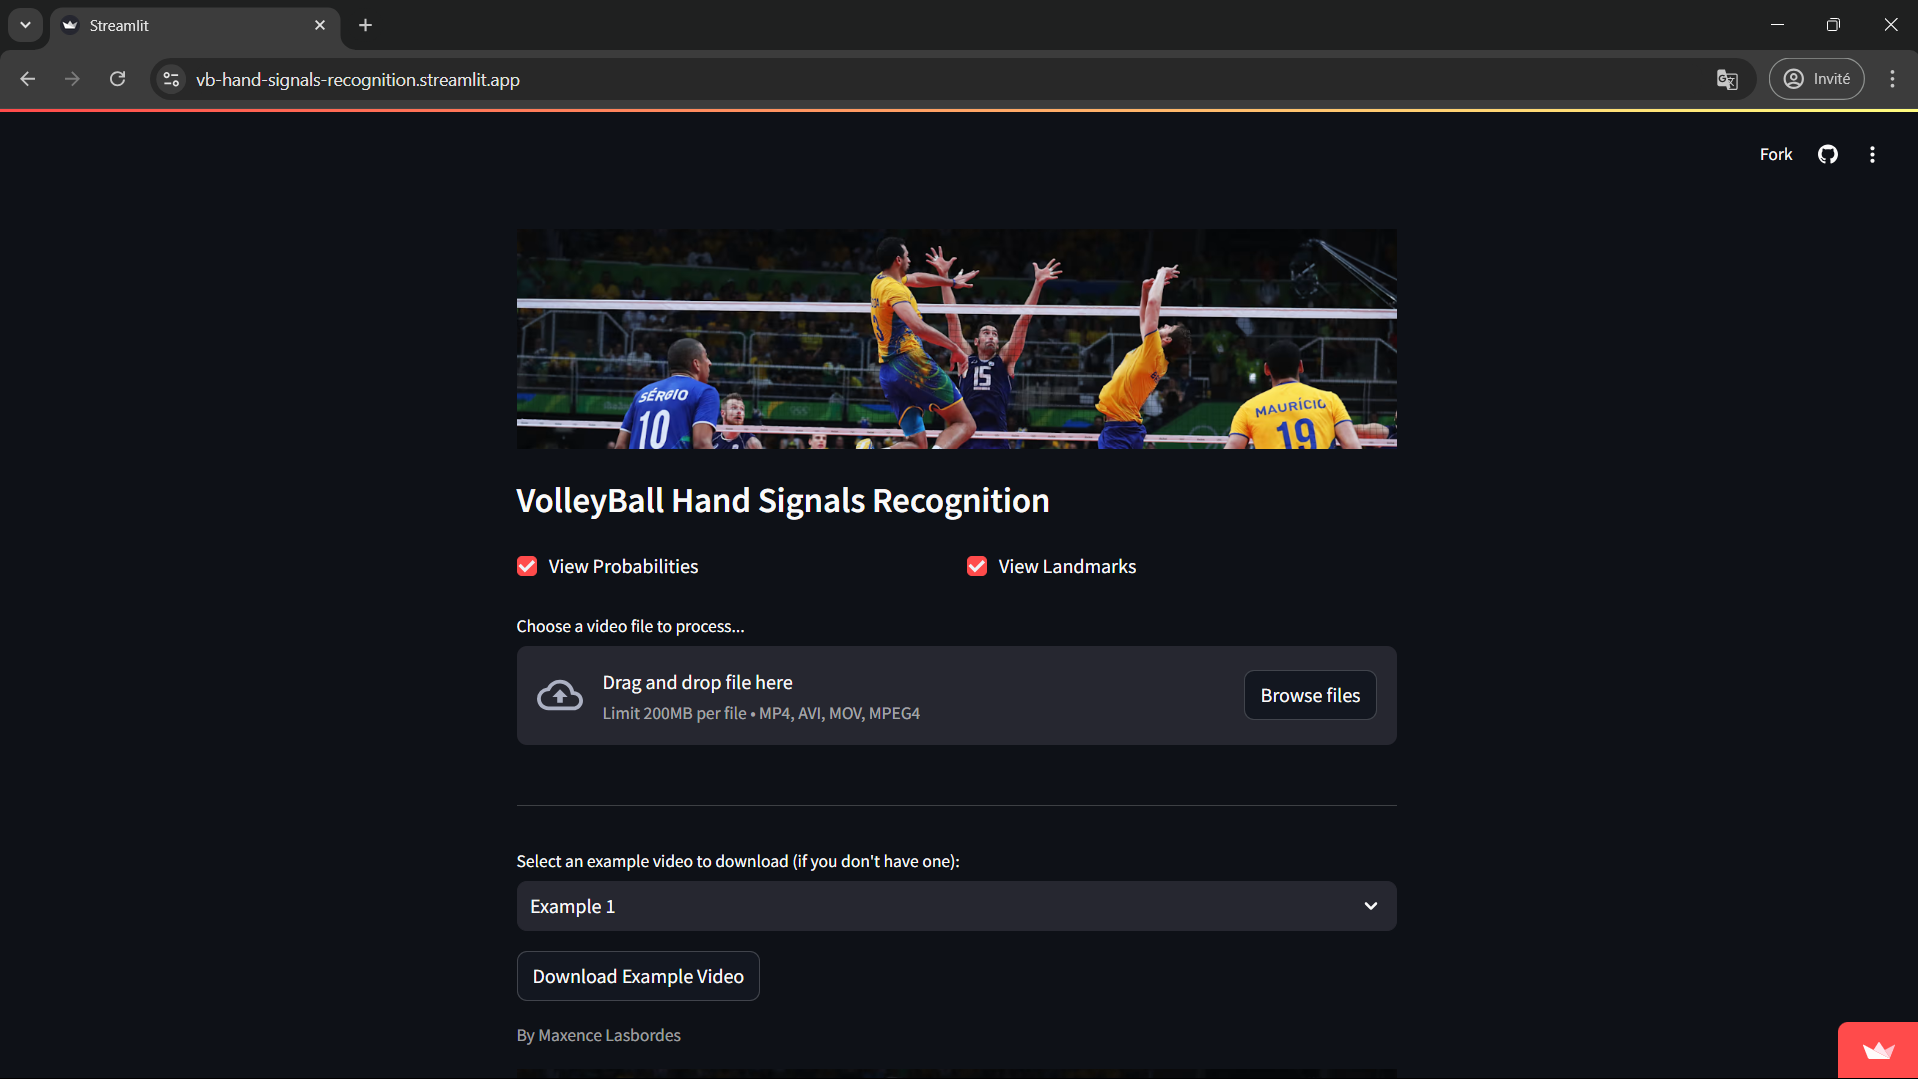 Streamlit
vb-hand-signals-recognition.streamlit.app
Invité
Fork
SÉRGIO
10
15
MAURÍCIO
19
VolleyBall Hand Signals Recognition
View Probabilities
View Landmarks
Choose a video file to process...
Drag and drop file here
Limit 200MB per file • MP4, AVI, MOV, MPEG4
Browse files
Select an example video to download (if you don't have one):
Example 1
Download Example Video
By Maxence Lasbordes